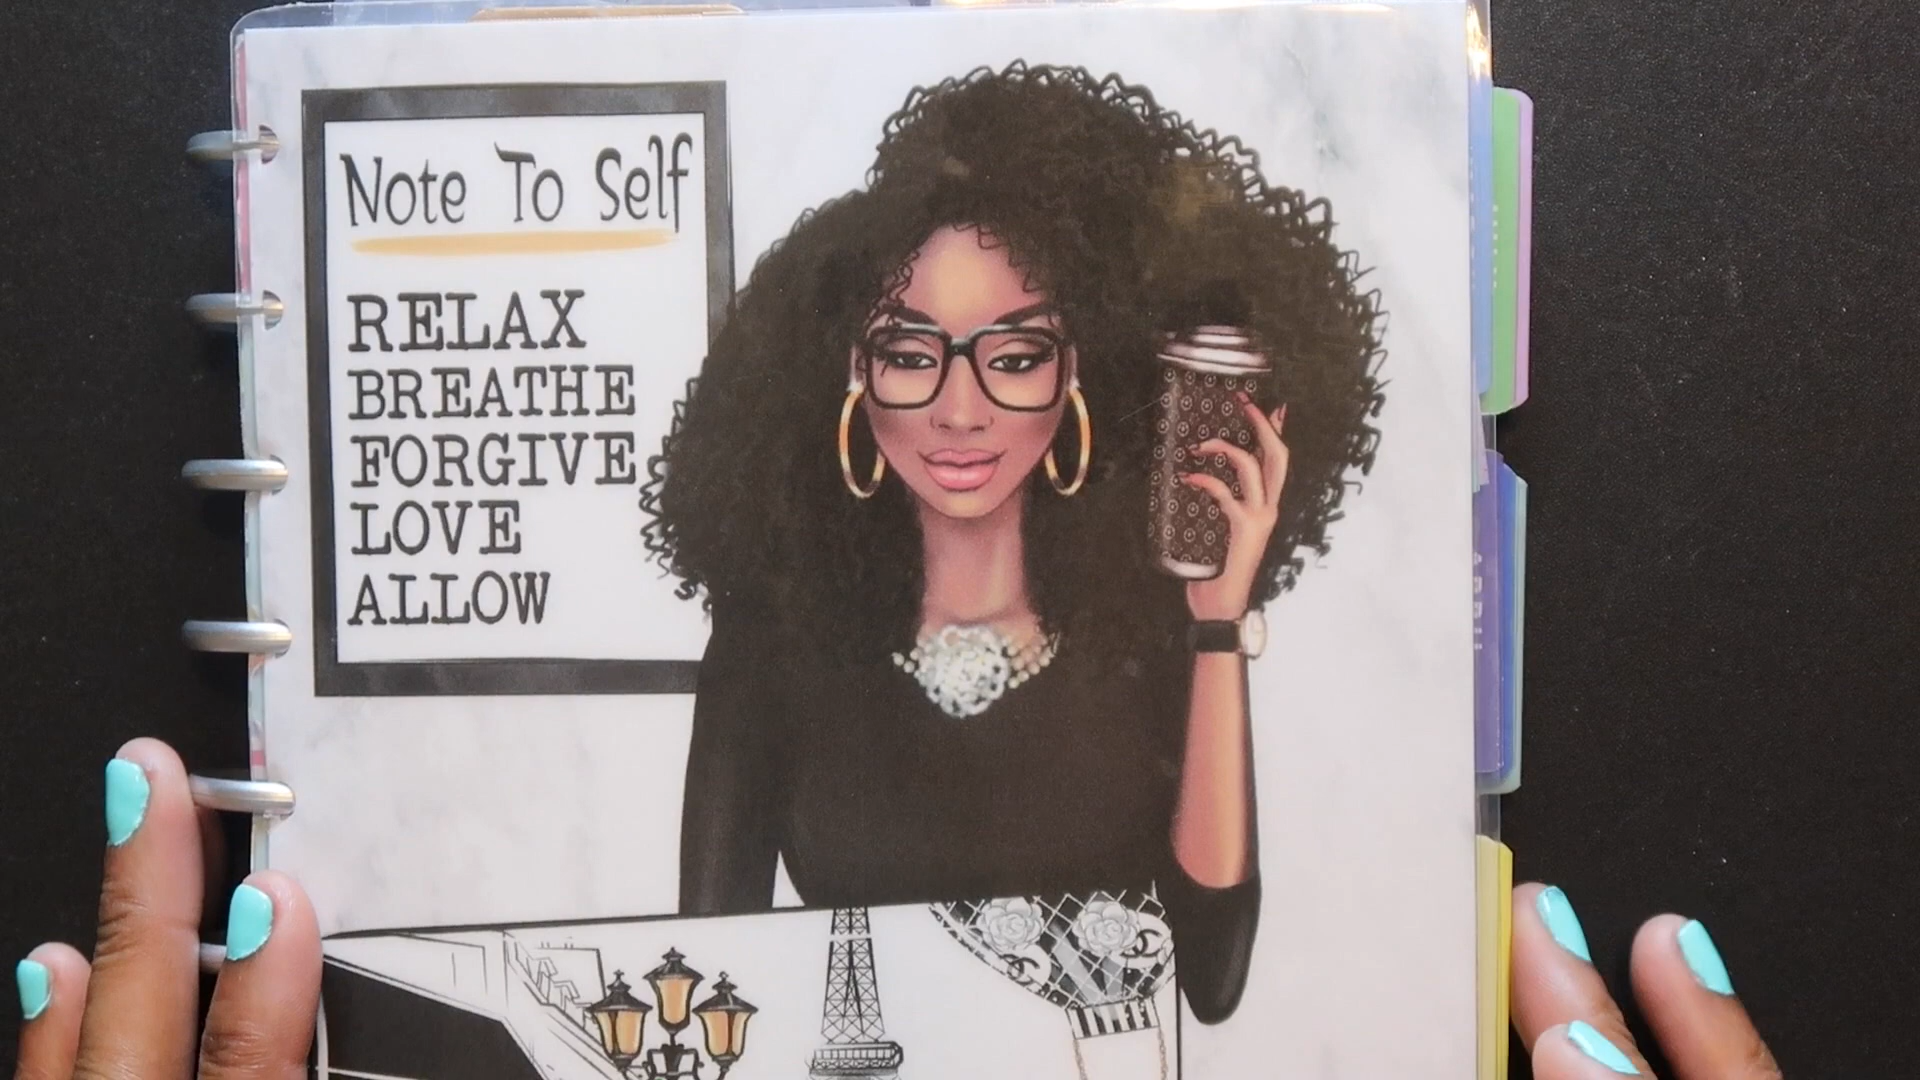 Note To Self
RELAX
BREATHE
FORGIVE
LOVE
ALLOW